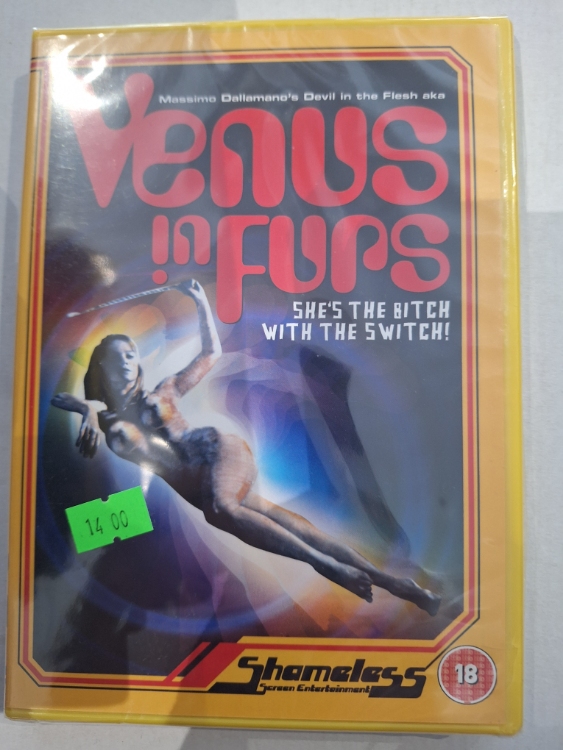 Massimo Dallamano's Devil in the Flesh aka
Venus
in Furs
SHE'S THE BITCH
WITH THE SWITCH!
14 00
Shameless
Screen Entertainment
18